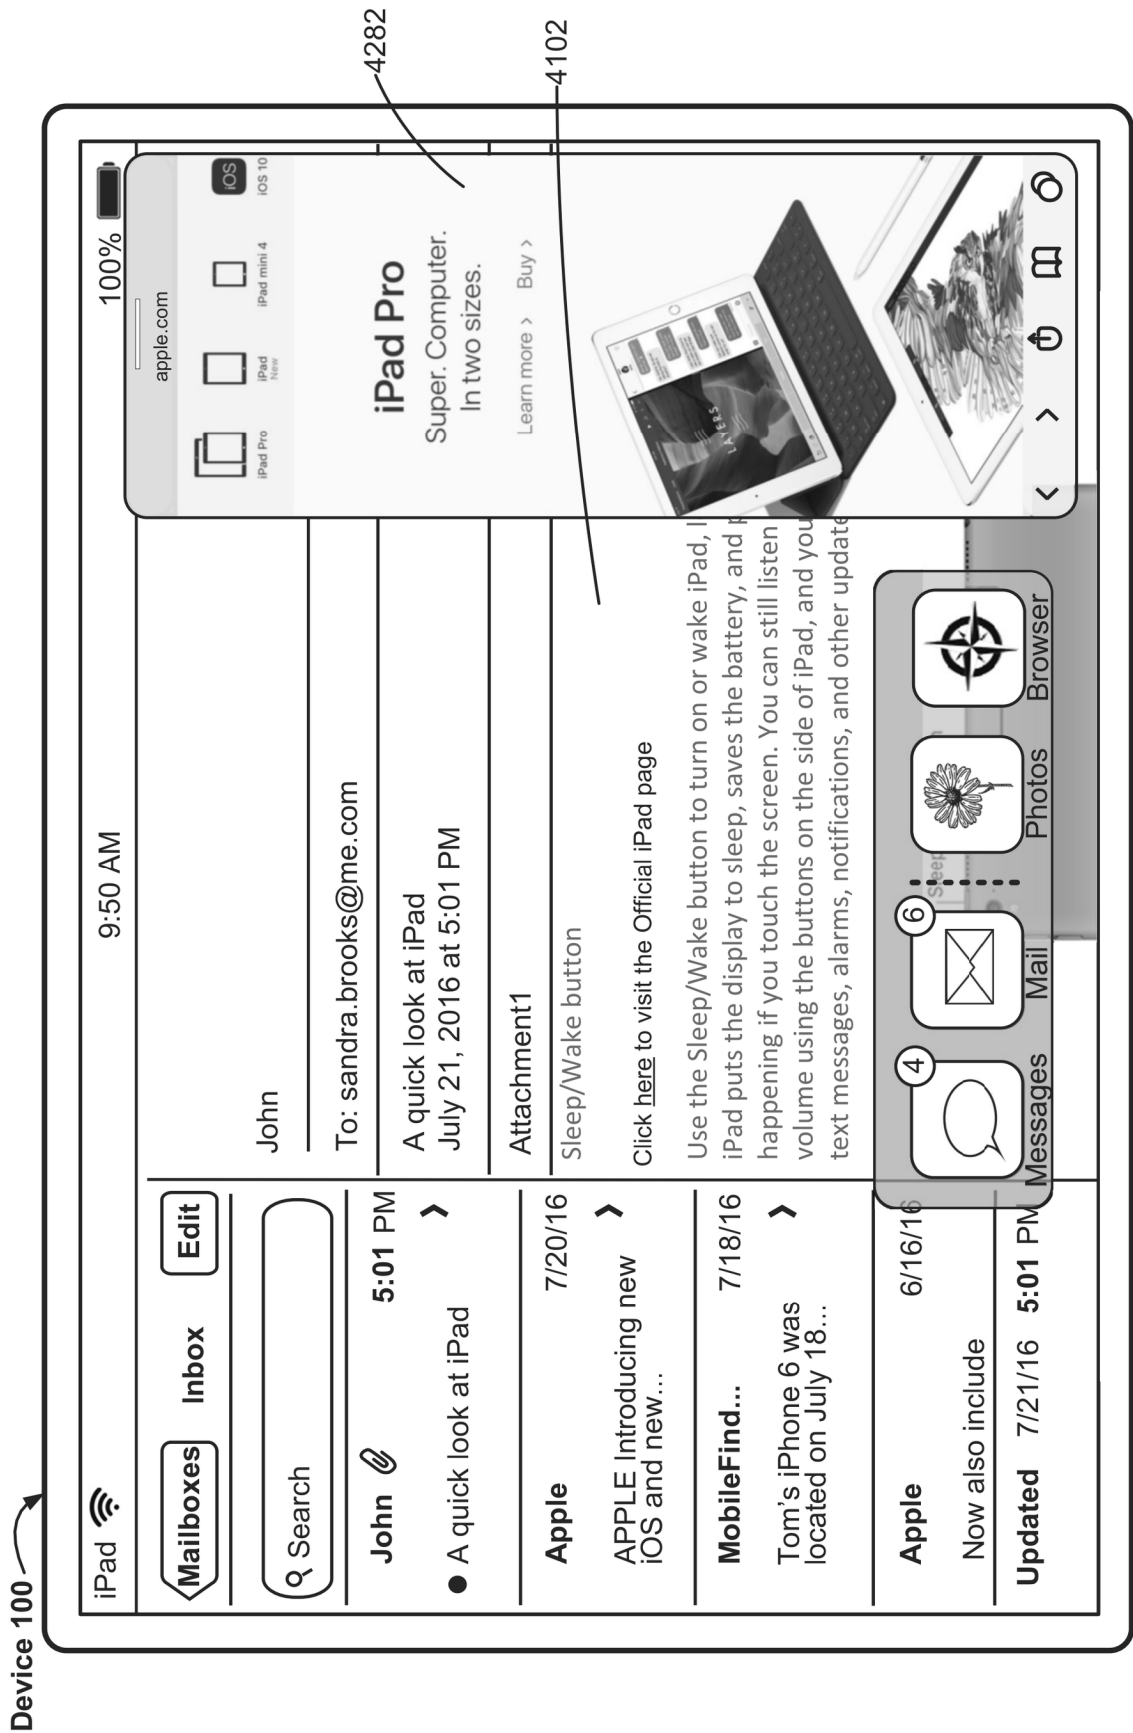 Device 100
iPad
9:50 AM
100%
Mailboxes
Inbox
Edit
Search
John
5:01 PM
A quick look at iPad
Apple
7/20/16
APPLE Introducing new
iOS and new...
MobileFind...
7/18/16
Tom's iPhone 6 was
located on July 18...
Apple
6/16/16
Now also include
Updated 7/21/16 5:01 PM
John
To: sandra.brooks@me.com
A quick look at iPad
July 21, 2016 at 5:01 PM
Attachment1
Sleep/Wake button
Click here to visit the Official iPad page
Use the Sleep/Wake button to turn on or wake iPad,
iPad puts the display to sleep, saves the battery, and
happening if you touch the screen. You can still listen
volume using the buttons on the side of iPad, and you
text messages, alarms, notifications, and other update
Sleep
4
6
Messages
Mail
Photos
Browser
apple.com
iPad Pro
iPad
New
iPad mini 4
iOS
iOS 10
iPad Pro
Super. Computer.
In two sizes.
Learn more >
Buy >
LAYERS
4282
4102